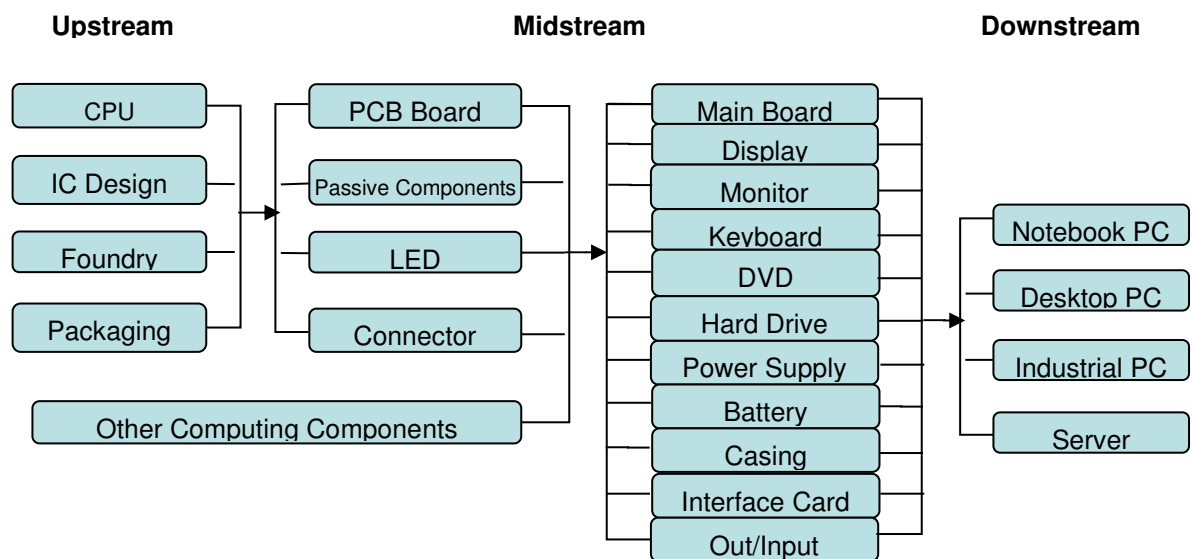 Upstream
Midstream
Downstream
CPU
IC Design
Foundry
Packaging
PCB Board
Passive Components
LED
Connector
Other Computing Components
Main Board
Display
Monitor
Keyboard
DVD
Hard Drive
Power Supply
Battery
Casing
Interface Card
Out/Input
Notebook PC
Desktop PC
Industrial PC
Server